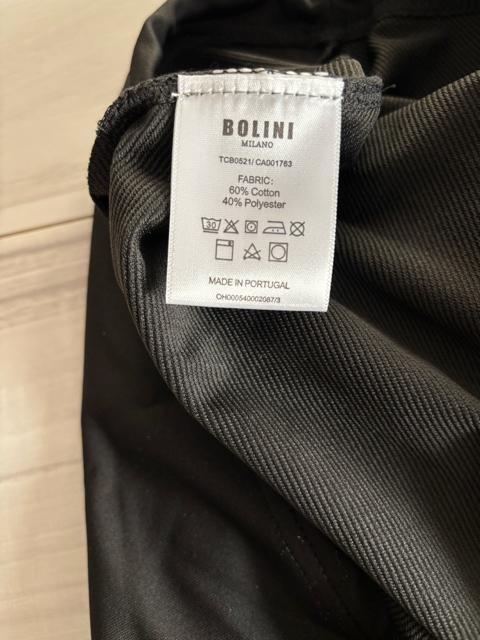 BOLINI
MILANO
TCB0521/ CA001763
FABRIC:
60% Cotton
40% Polyester
30
MADE IN PORTUGAL
OH000540002087/3